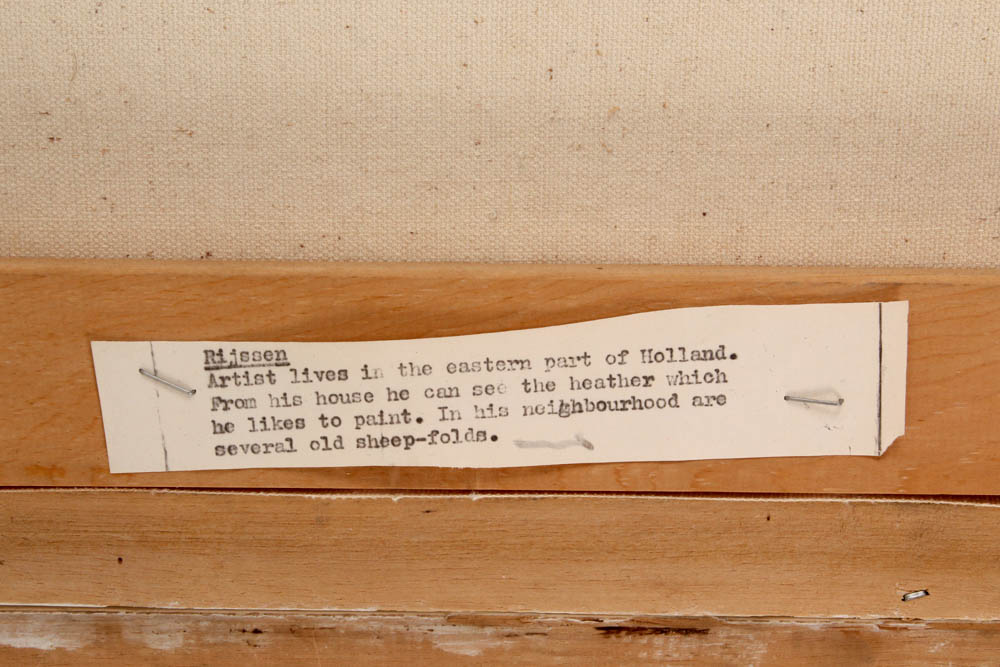 Rijssen
Artist lives in the eastern part of Holland.
From his house he can see the heather which
he likes to paint. In his neighbourhood are
several old sheep-folds.